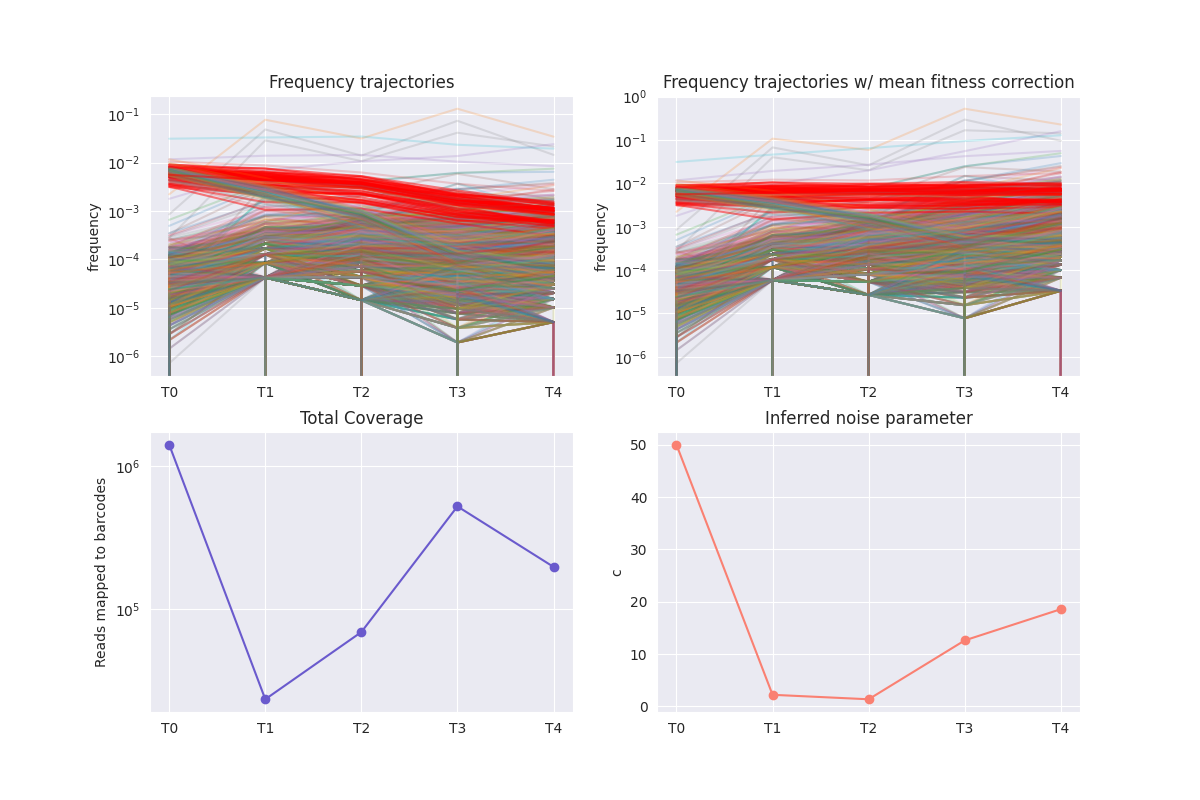 Frequency trajectories
frequency
10⁻¹
10⁻²
10⁻³
10⁻⁴
10⁻⁵
10⁻⁶
T0 T1 T2 T3 T4
Frequency trajectories w/ mean fitness correction
frequency
10⁰
10⁻¹
10⁻²
10⁻³
10⁻⁴
10⁻⁵
10⁻⁶
T0 T1 T2 T3 T4
Total Coverage
Reads mapped to barcodes
10⁶
10⁵
T0 T1 T2 T3 T4
Inferred noise parameter
c
50
40
30
20
10
0
T0 T1 T2 T3 T4